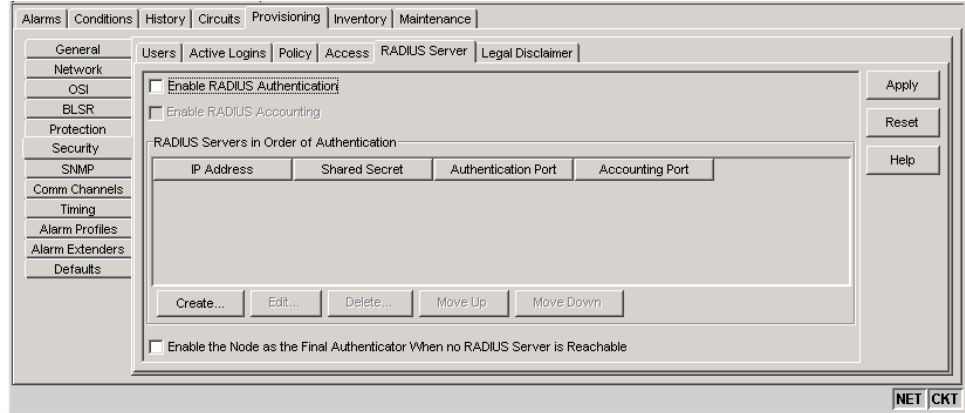 Alarms Conditions History Circuits Provisioning Inventory Maintenance
General
Network
OSI
BLSR
Protection
Security
SNMP
Comm Channels
Timing
Alarm Profiles
Alarm Extenders
Defaults
Users Active Logins Policy Access RADIUS Server Legal Disclaimer
Enable RADIUS Authentication
Enable RADIUS Accounting
RADIUS Servers in Order of Authentication
IP Address Shared Secret Authentication Port Accounting Port
Create... Edit... Delete... Move Up Move Down
Enable the Node as the Final Authenticator When no RADIUS Server is Reachable
Apply
Reset
Help
NET CKT